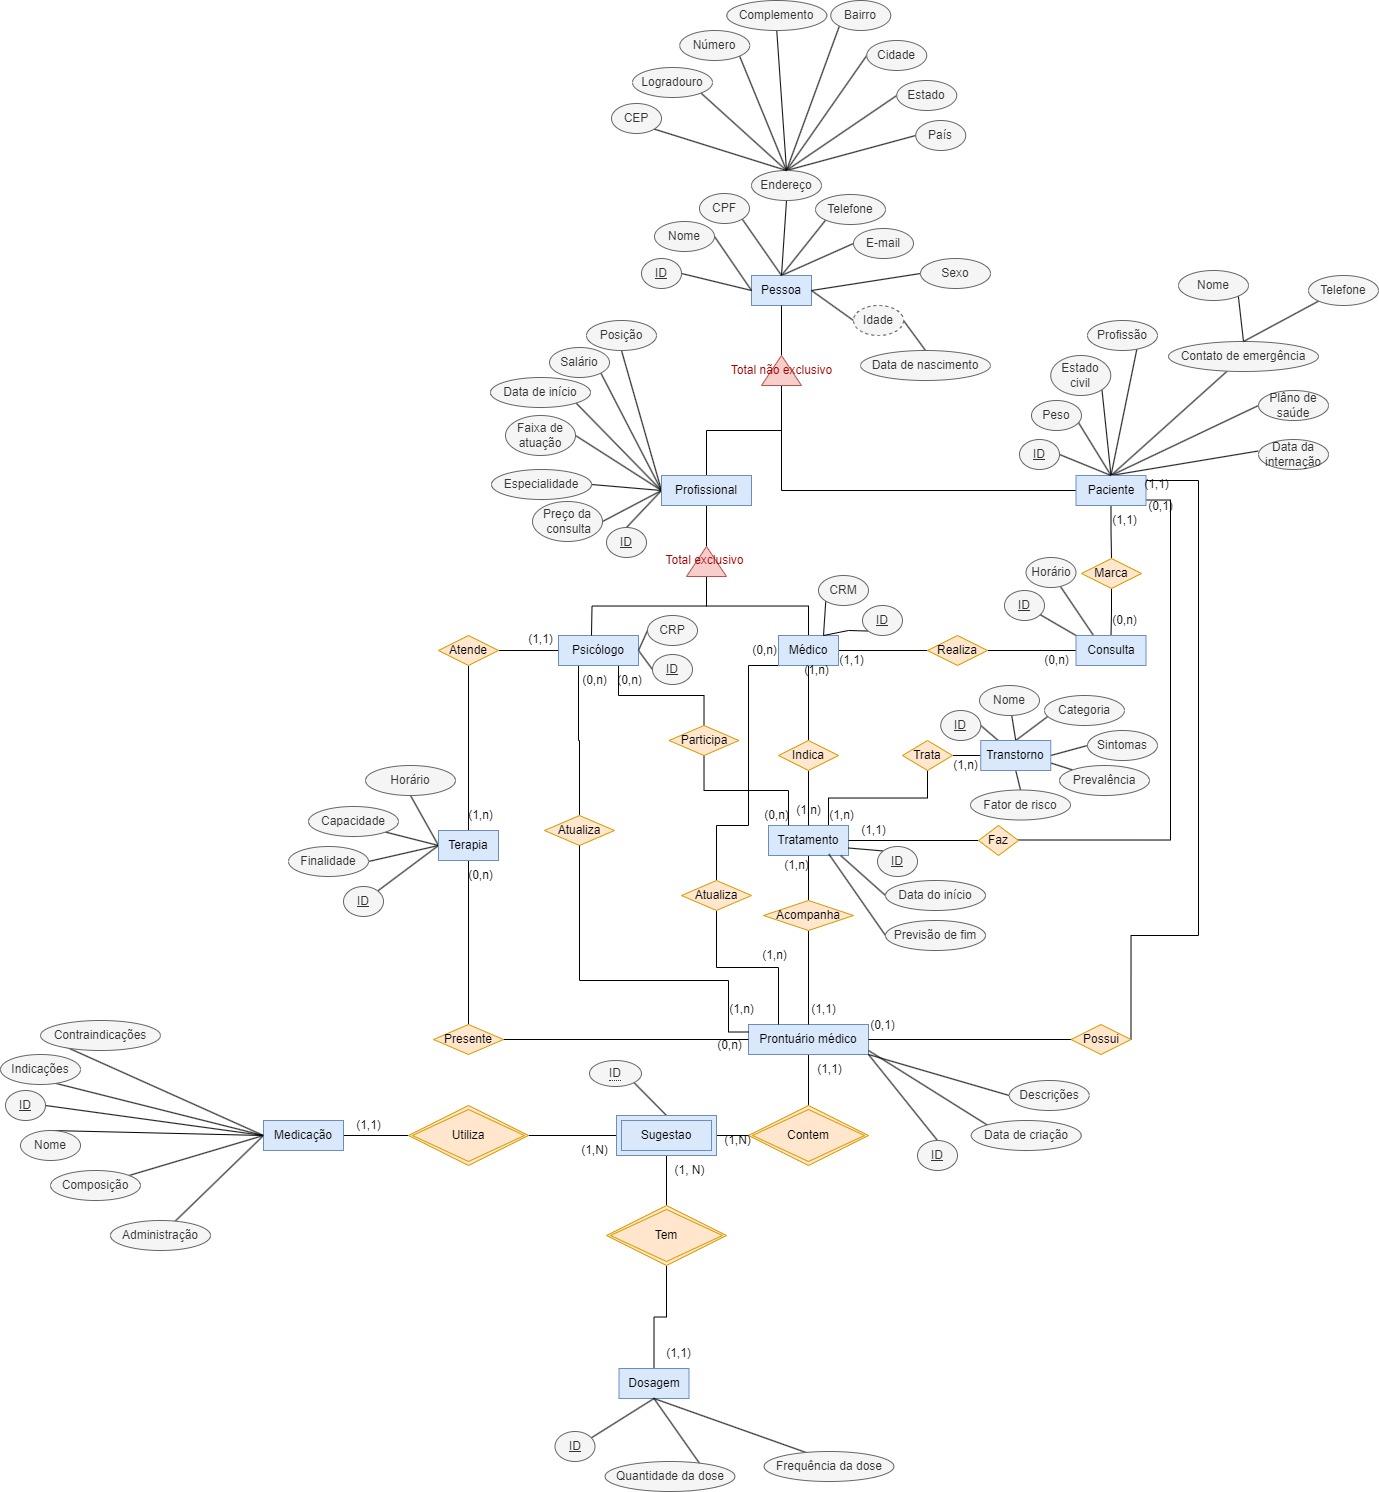 Complemento
Bairro
Número
Cidade
Logradouro
Estado
CEP
País
Endereço
CPF
Telefone
Nome
E-mail
ID
Sexo
Pessoa
Idade
Data de nascimento
Total não exclusivo
Nome
Telefone
Profissão
Contato de emergência
Estado
civil
Plâno de
saúde
Peso
Data da
internação
ID
Paciente
(1,1)
(0,1)
(1,1)
Posição
Salário
Data de início
Faixa de
atuação
Especialidade
Profissional
Preço da
consulta
ID
Total exclusivo
Marca
Horário
ID
(0,n)
Consulta
CRM
ID
CRP
ID
Atende
(1,1)
Psicólogo
(0,n)
(0,n)
(0,n)
Médico
(1,1)
(1,n)
Realiza
(0,n)
Participa
Indica
Trata
(1,n)
Nome
ID
Categoria
Transtorno
Sintomas
Prevalência
Fator de risco
Horário
Capacidade
(1,n)
Terapia
Finalidade
ID
(0,n)
Atualiza
(0,n)
(1,n)
(1,n)
Tratamento
(1,1)
Faz
(1,n)
ID
Data do início
Previsão de fim
Atualiza
Acompanha
(1,n)
(1,n)
(1,1)
(0,1)
Presente
(0,n)
Prontuário médico
Possui
(1,1)
Descrições
Data de criação
ID
Contraindicações
Indicações
ID
Nome
Composição
Administração
Medicação
(1,1)
Utiliza
(1,N)
ID
Sugestao
(1,N)
Contem
(1, N)
Tem
(1,1)
Dosagem
ID
Quantidade da dose
Frequência da dose